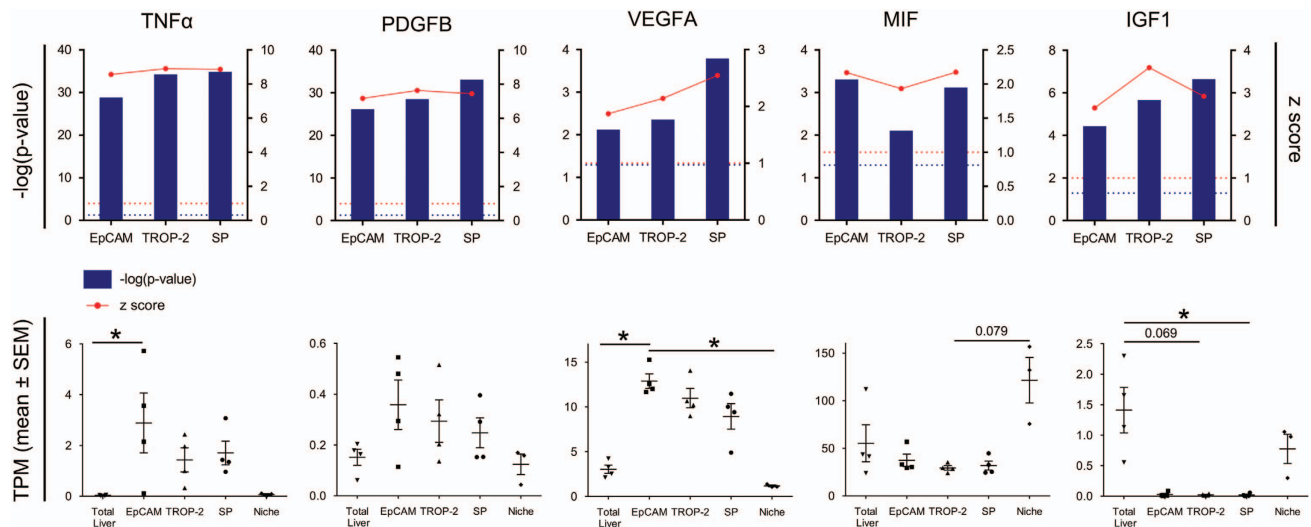 TNFα
PDGFB
VEGFA
MIF
IGF1
-log(p-value)
40
30
20
10
0
10
8
6
4
2
0
EpCAM TROP-2 SP
40
30
20
10
0
10
8
6
4
2
0
EpCAM TROP-2 SP
4
3
2
1
0
3
2
1
0
EpCAM TROP-2 SP
4
3
2
1
0
2.5
2.0
1.5
1.0
0.5
0.0
EpCAM TROP-2 SP
8
6
4
2
0
4
3
2
1
0
EpCAM TROP-2 SP
z score
-log(p-value)
z score
TPM (mean ± SEM)
6
4
2
0
*
Total
Liver
EpCAM TROP-2 SP Niche
0.6
0.4
0.2
0.0
Total
Liver
EpCAM TROP-2 SP Niche
15
10
5
0
*
*
Total
Liver
EpCAM TROP-2 SP Niche
150
100
50
0
0.079
Total
Liver
EpCAM TROP-2 SP Niche
2.5
2.0
1.5
1.0
0.5
0.0
*
0.069
Total
Liver
EpCAM TROP-2 SP Niche